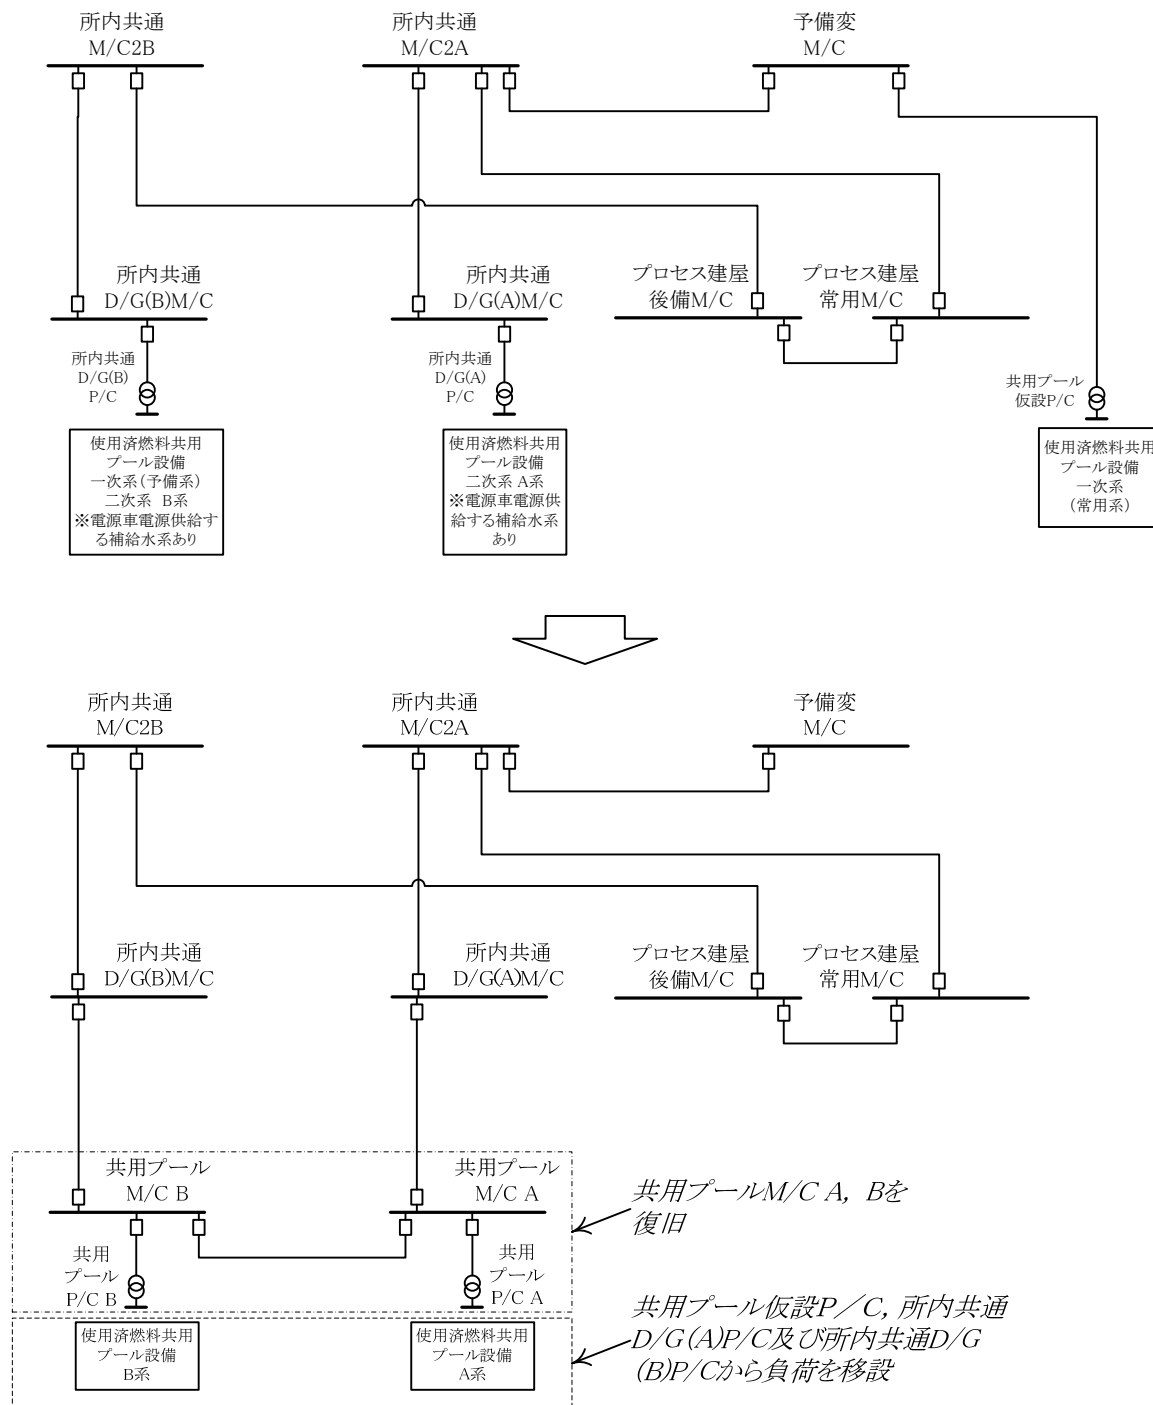 所内共通
M/C2B
所内共通
M/C2A
予備変
M/C
所内共通
D/G(B)M/C
所内共通
D/G(A)M/C
プロセス建屋
後備M/C
プロセス建屋
常用M/C
所内共通
D/G(B)
P/C
所内共通
D/G(A)
P/C
共用プール
仮設P/C
使用済燃料共用
プール設備
一次系(予備系)
二次系 B系
※電源車電源供給す
る補給水系あり
使用済燃料共用
プール設備
二次系 A系
※電源車電源供
給する補給水系
あり
使用済燃料共用
プール設備
一次系
(常用系)
所内共通
M/C2B
所内共通
M/C2A
予備変
M/C
所内共通
D/G(B)M/C
所内共通
D/G(A)M/C
プロセス建屋
後備M/C
プロセス建屋
常用M/C
共用プール
M/C B
共用プール
M/C A
共用プールM/C A, Bを
復旧
共用
プール
P/C B
共用
プール
P/C A
共用プール仮設P/C, 所内共通
D/G(A)P/C及び所内共通D/G
(B)P/Cから負荷を移設
使用済燃料共用
プール設備
B系
使用済燃料共用
プール設備
A系